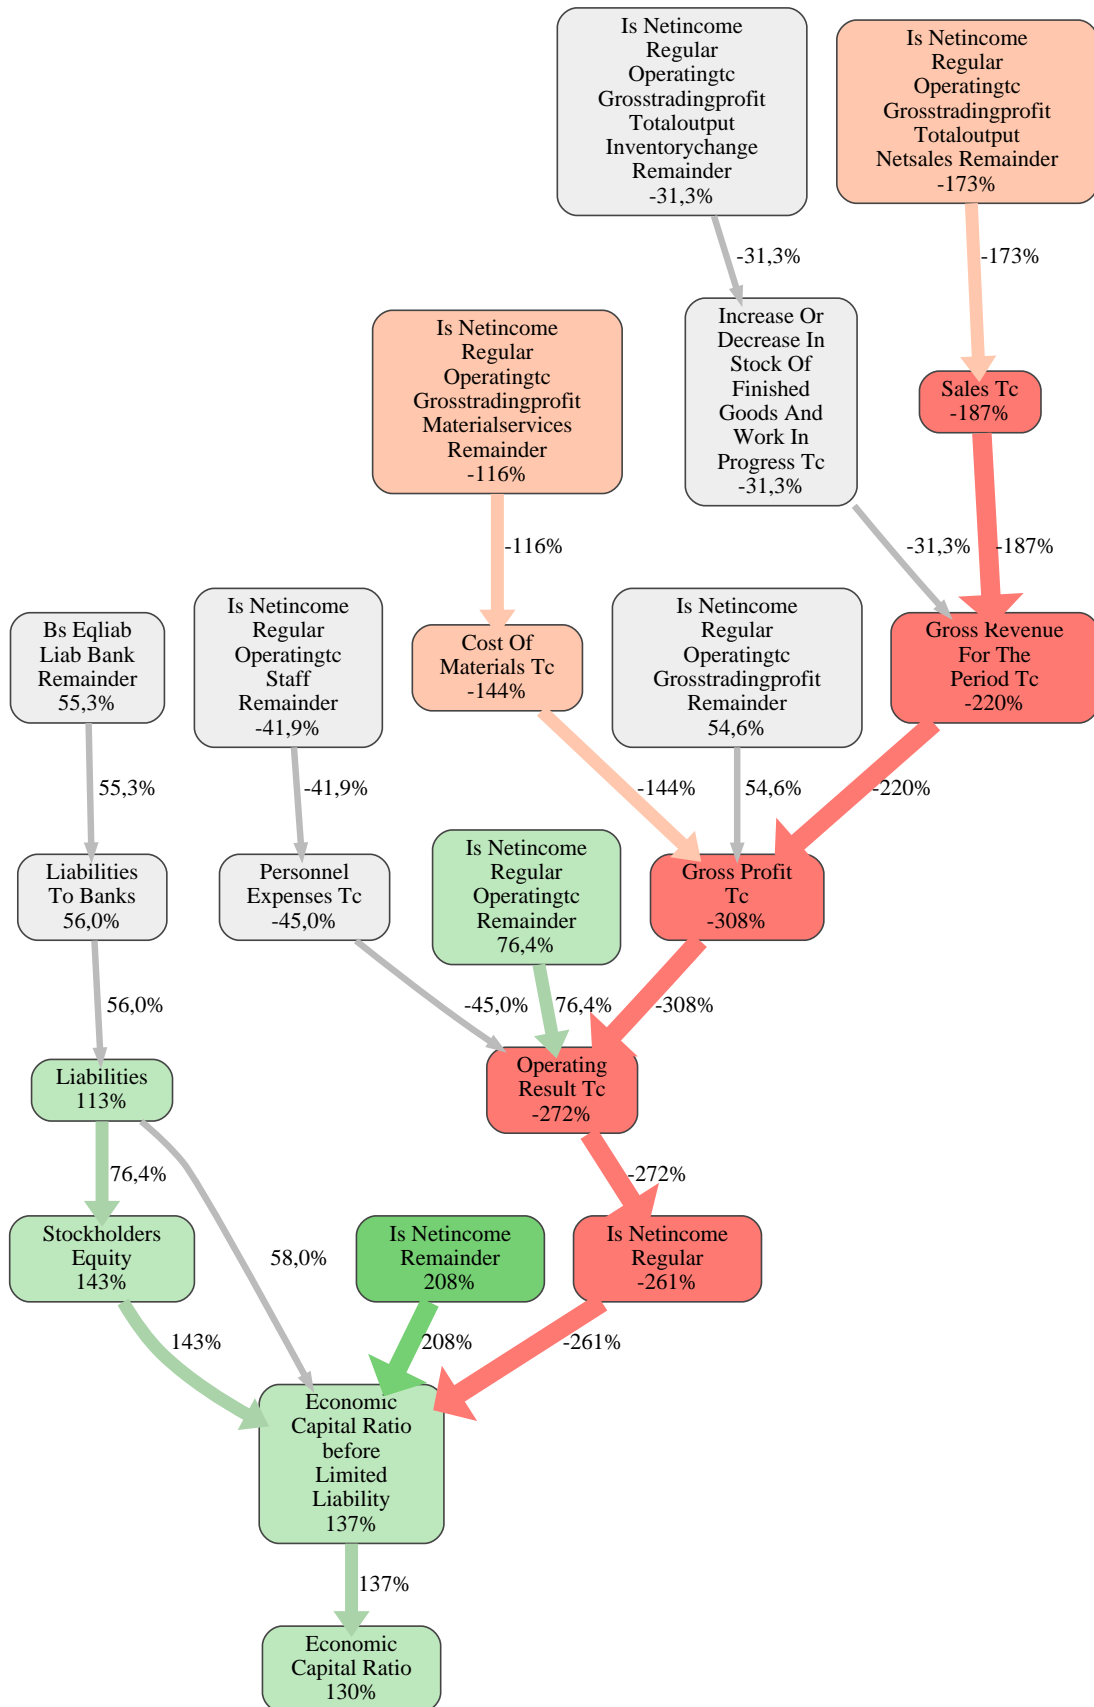 Is Netincome
Regular
Operatingtc
Grosstradingprofit
Totaloutput
Inventorychange
Remainder
-31,3%
Is Netincome
Regular
Operatingtc
Grosstradingprofit
Totaloutput
Netsales Remainder
-173%
-31,3%
-173%
Is Netincome
Regular
Operatingtc
Grosstradingprofit
Materialservices
Remainder
-116%
Increase Or
Decrease In
Stock Of
Finished
Goods And
Work In
Progress Tc
-31,3%
Sales Tc
-187%
-116%
-31,3%
-187%
Bs Eqliab
Liab Bank
Remainder
55,3%
Is Netincome
Regular
Operatingtc
Staff
Remainder
-41,9%
Cost Of
Materials Tc
-144%
Is Netincome
Regular
Operatingtc
Grosstradingprofit
Remainder
54,6%
Gross Revenue
For The
Period Tc
-220%
55,3%
-41,9%
-144%
54,6%
-220%
Liabilities
To Banks
56,0%
Personnel
Expenses Tc
-45,0%
Is Netincome
Regular
Operatingtc
Remainder
76,4%
Gross Profit
Tc
-308%
56,0%
-45,0%
76,4%
-308%
Liabilities
113%
Operating
Result Tc
-272%
76,4%
-272%
Stockholders
Equity
143%
58,0%
Is Netincome
Remainder
208%
Is Netincome
Regular
-261%
143%
208%
-261%
Economic
Capital Ratio
before
Limited
Liability
137%
137%
Economic
Capital Ratio
130%